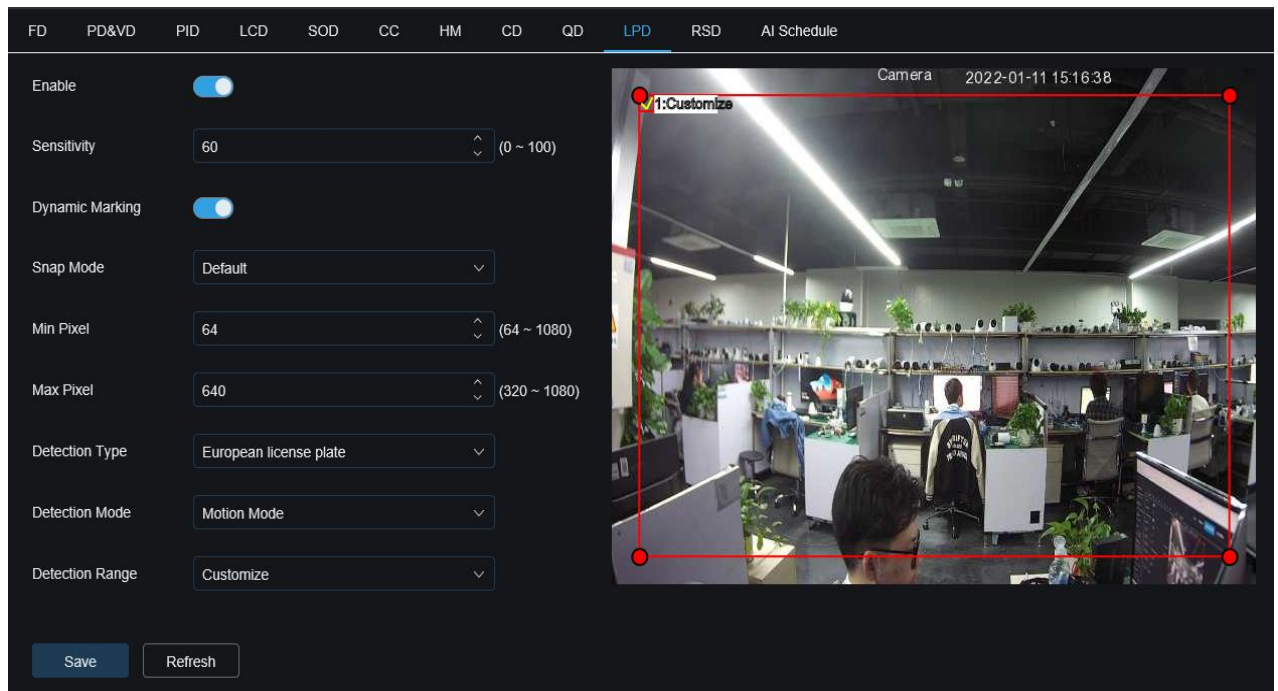 FD PD&VD PID LCD SOD CC HM CD QD LPD RSD AI Schedule
Enable
Camera 2022-01-11 15:16:38
1:Customize
Sensitivity 60 (0 ~ 100)
Dynamic Marking
Snap Mode Default
Min Pixel 64 (64 ~ 1080)
Max Pixel 640 (320 ~ 1080)
Detection Type European license plate
Detection Mode Motion Mode
Detection Range Customize
Save Refresh